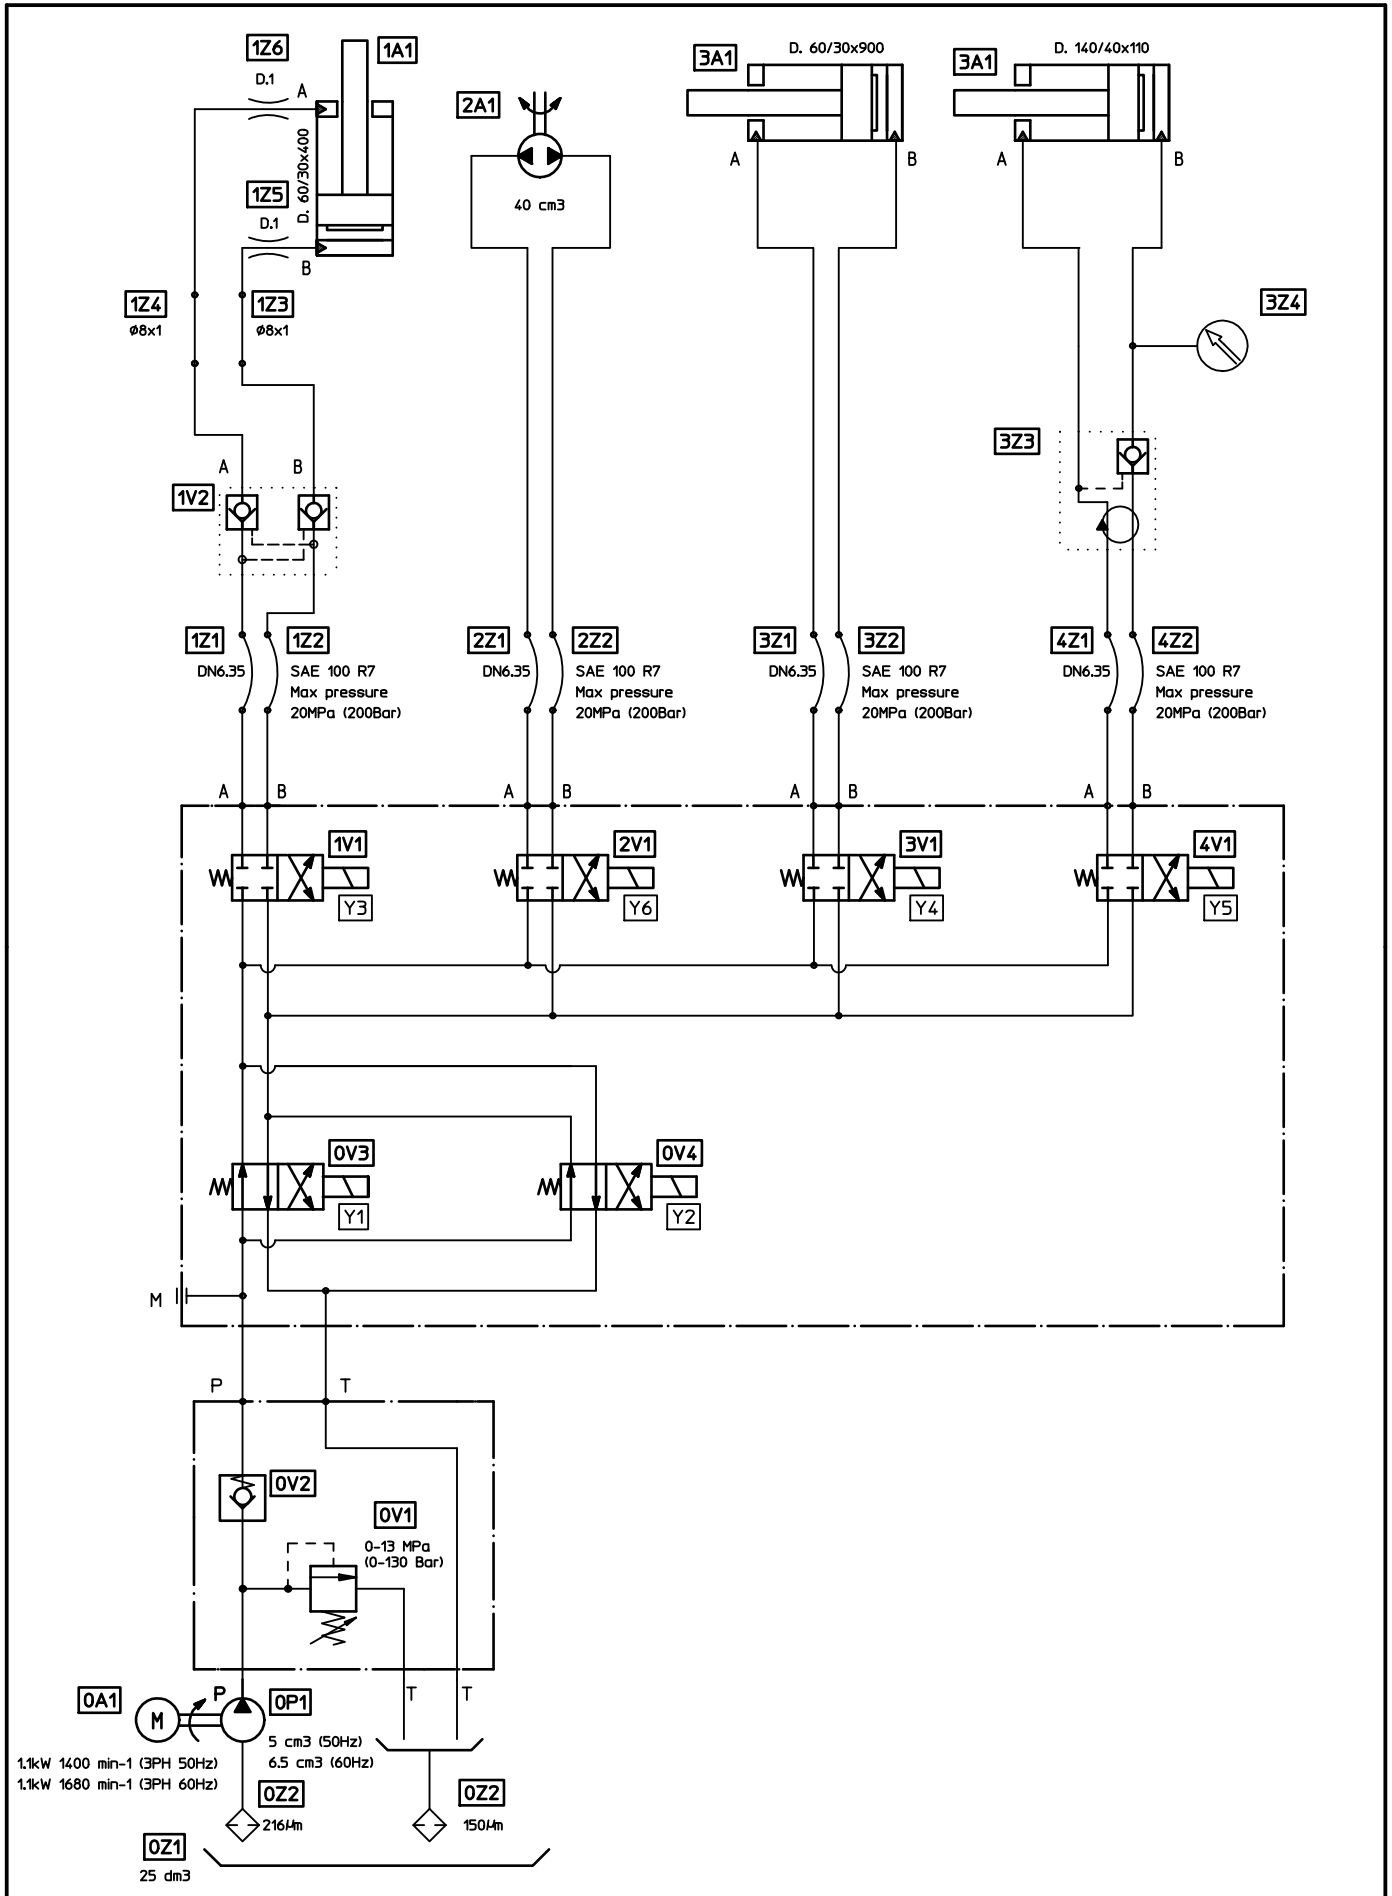 1Z6
1A1
D.1
A
D. 60/30x400
1Z5
D.1
B
2A1
40 cm3
3A1
D. 60/30x900
A
B
3A1
D. 140/40x110
A
B
1Z4
Ø8x1
1Z3
Ø8x1
3Z4
3Z3
A
B
1V2
1Z1
DN6.35
1Z2
SAE 100 R7
Max pressure
20MPa (200Bar)
2Z1
DN6.35
2Z2
SAE 100 R7
Max pressure
20MPa (200Bar)
3Z1
DN6.35
3Z2
SAE 100 R7
Max pressure
20MPa (200Bar)
4Z1
DN6.35
4Z2
SAE 100 R7
Max pressure
20MPa (200Bar)
A
B
A
B
A
B
A
B
1V1
Y3
2V1
Y6
3V1
Y4
4V1
Y5
0V3
Y1
0V4
Y2
M
P
T
0V2
0V1
0-13 MPa
(0-130 Bar)
T
T
0A1
M
P
0P1
5 cm3 (50Hz)
6.5 cm3 (60Hz)
1.1kW 1400 min-1 (3PH 50Hz)
1.1kW 1680 min-1 (3PH 60Hz)
0Z2
216µm
0Z2
150µm
0Z1
25 dm3